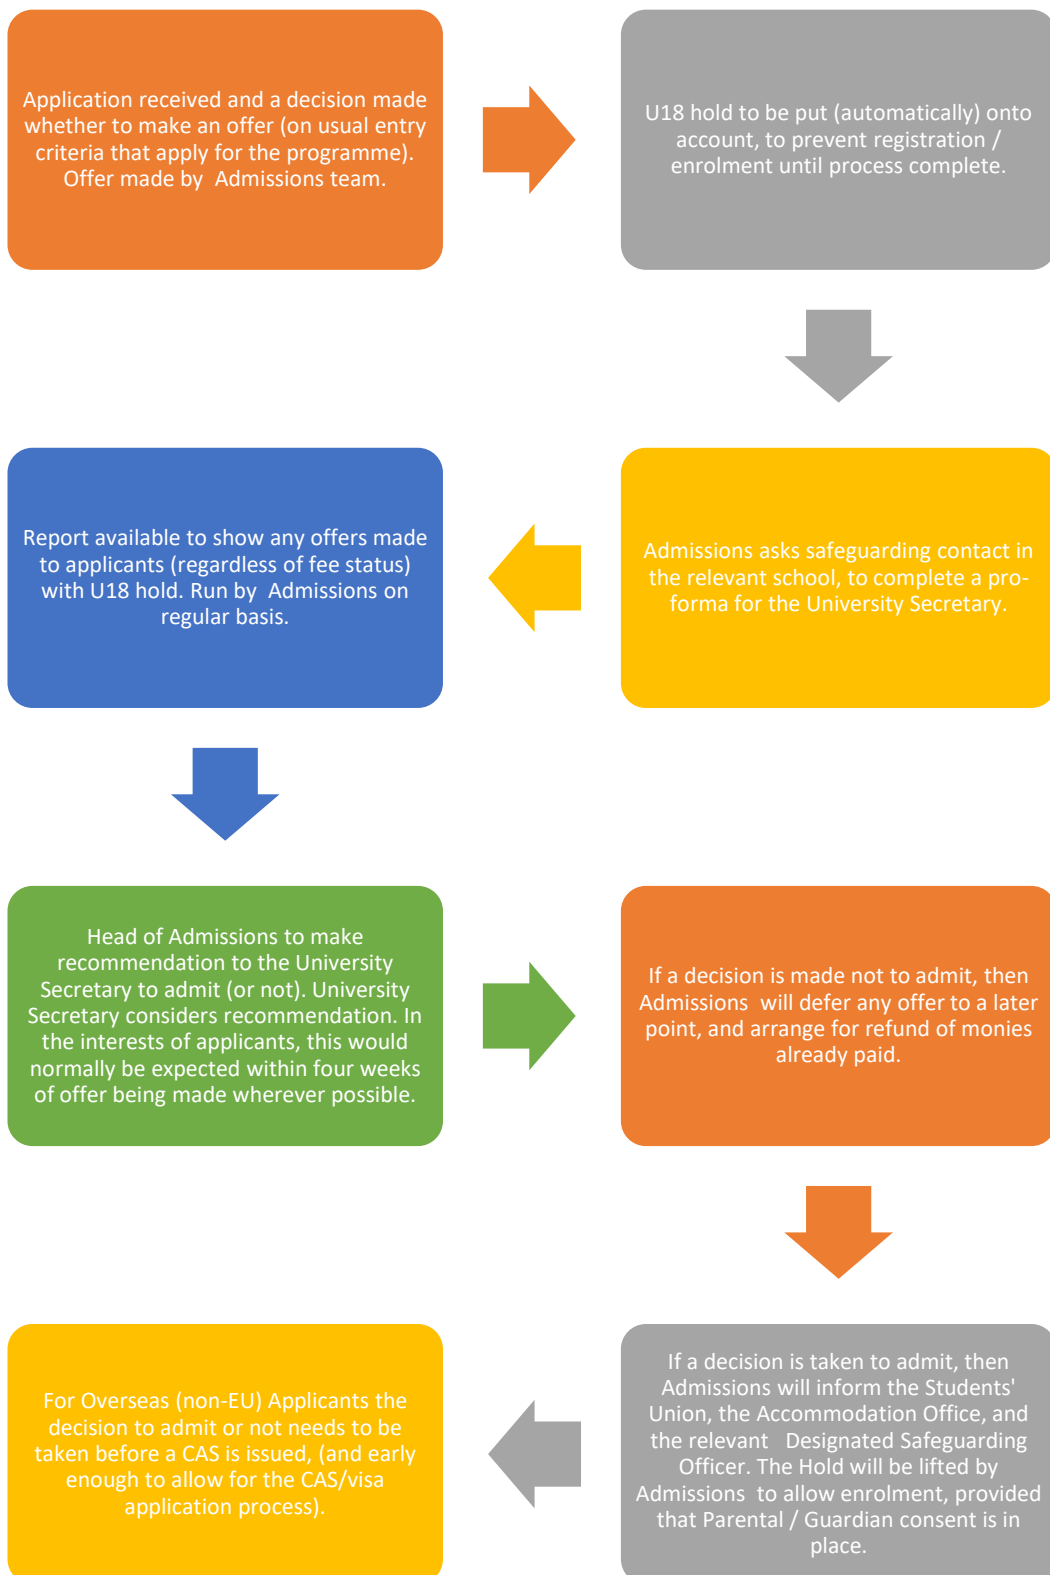 Application received and a decision made
whether to make an offer (on usual entry
criteria that apply for the programme).
Offer made by  Admissions team.
U18 hold to be put (automatically) onto
account, to prevent registration /
enrolment until process complete.
Admissions asks safeguarding contact in
the relevant school, to complete a pro-
forma for the University Secretary.
Report available to show any offers made
to applicants (regardless of fee status)
with U18 hold. Run by  Admissions on
regular basis.
Head of Admissions to make
recommendation to the University
Secretary to admit (or not). University
Secretary considers recommendation. In
the interests of applicants, this would
normally be expected within four weeks
of offer being made wherever possible.
If a decision is made not to admit, then
Admissions  will defer any offer to a later
point, and arrange for refund of monies
already paid.
If a decision is taken to admit, then
Admissions will inform the Students'
Union, the Accommodation Office, and
the relevant   Designated Safeguarding
Officer. The Hold will be lifted by
Admissions  to allow enrolment, provided
that Parental / Guardian consent is in
place.
For Overseas (non-EU) Applicants the
decision to admit or not needs to be
taken before a CAS is issued, (and early
enough to allow for the CAS/visa
application process).